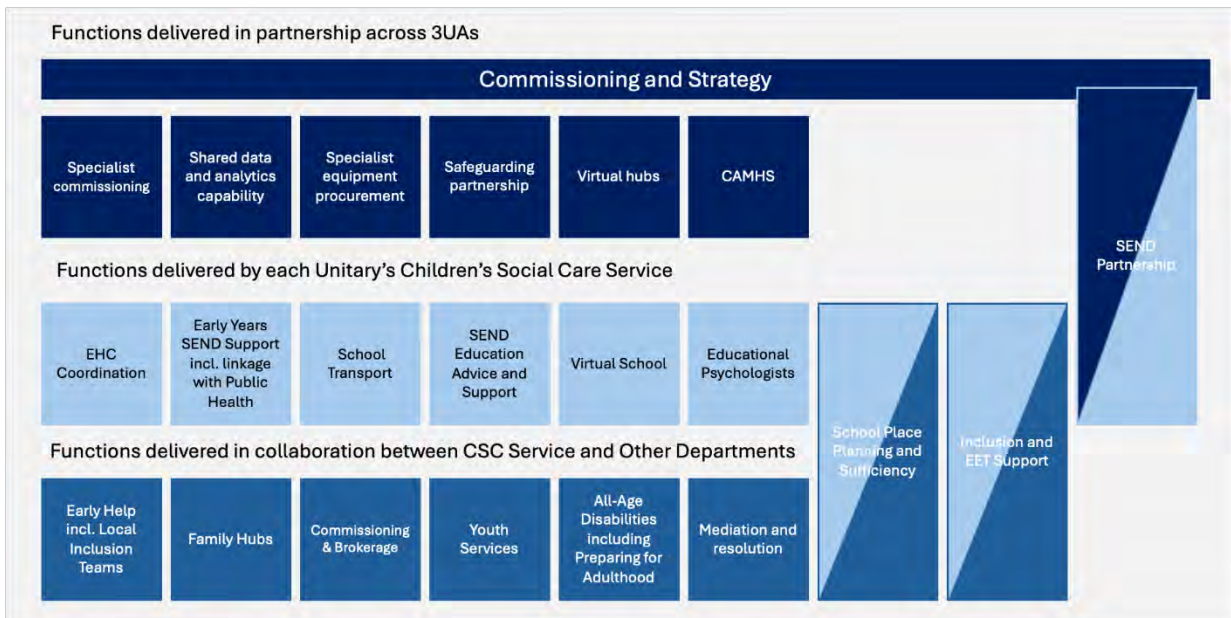 Functions delivered in partnership across 3UAs
Commissioning and Strategy
Specialist
commissioning
Shared data
and analytics
capability
Specialist
equipment
procurement
Safeguarding
partnership
Virtual hubs
CAMHS
SEND
Partnership
Functions delivered by each Unitary's Children's Social Care Service
EHC
Coordination
Early Years
SEND Support
incl. linkage
with Public
Health
School
Transport
SEND
Education
Advice and
Support
Virtual School
Educational
Psychologists
School Place
Planning and
Sufficiency
Inclusion and
EET Support
Functions delivered in collaboration between CSC Service and Other Departments
Early Help
incl. Local
Inclusion
Teams
Family Hubs
Commissioning
& Brokerage
Youth
Services
All-Age
Disabilities
including
Preparing for
Adulthood
Mediation and
resolution